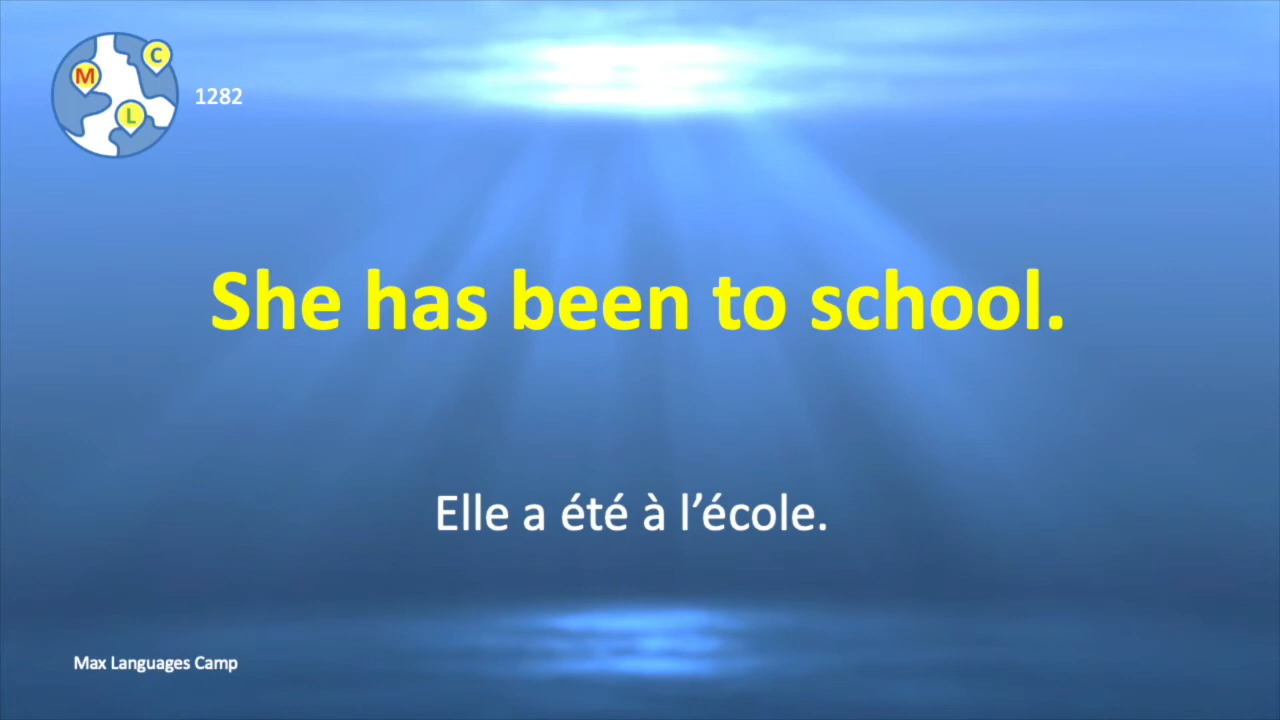 C
M
L
1282
She has been to school.
Elle a été à l’école.
Max Languages Camp